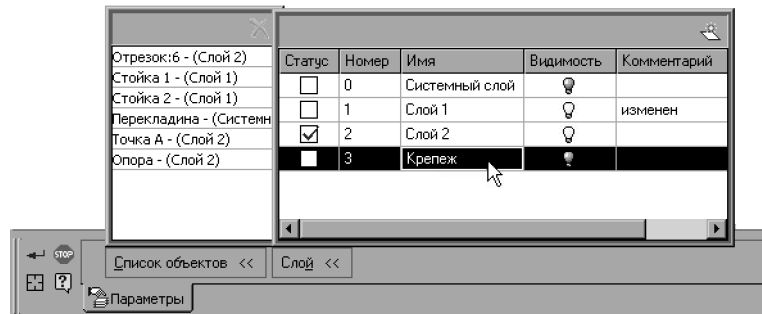 Отрезок:6 - (Слой 2)
Стойка 1 - (Слой 1)
Стойка 2 - (Слой 1)
Перекладина - (Системн
Точка А - (Слой 2)
Опора - (Слой 2)
Статус Номер Имя Видимость Комментарий
0 Системный слой
1 Слой 1 изменен
2 Слой 2
3 Крепеж
STOP
Список объектов <<
Слой <<
Параметры